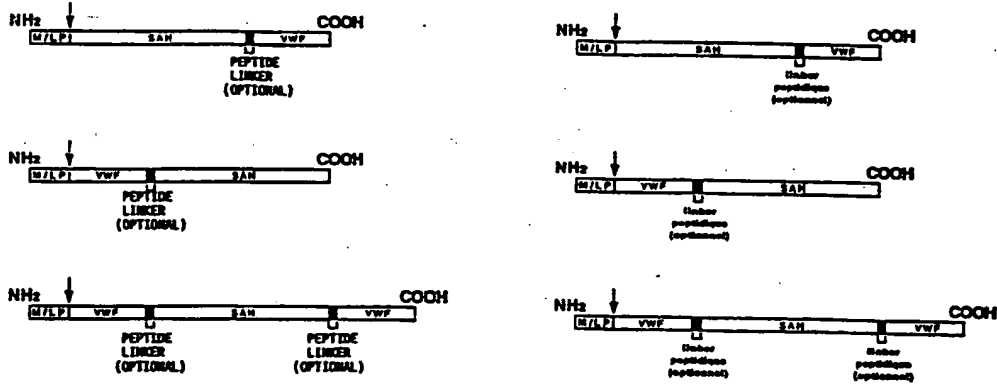 NH2 COOH
M/LP SAH VWF
PEPTIDE
LINKER
(OPTIONAL)
NH2 COOH
M/LP VWF SAH
PEPTIDE
LINKER
(OPTIONAL)
NH2 COOH
M/LP VWF SAH VWF
PEPTIDE PEPTIDE
LINKER LINKER
(OPTIONAL) (OPTIONAL)
NH2 COOH
M/LP SAH VWF
linker
peptidique
(optionnel)
NH2 COOH
M/LP VWF SAH
linker
peptidique
(optionnel)
NH2 COOH
M/LP VWF SAH VWF
linker linker
peptidique peptidique
(optionnel) (optionnel)